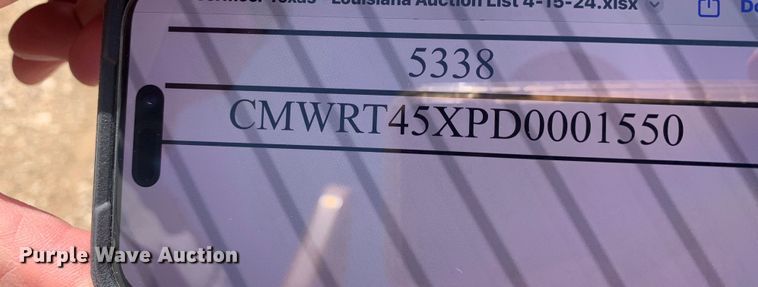 Texas - Louisiana Auction List 4-15-24.xlsx
5338
CMWRT45XPD0001550
Purple Wave Auction